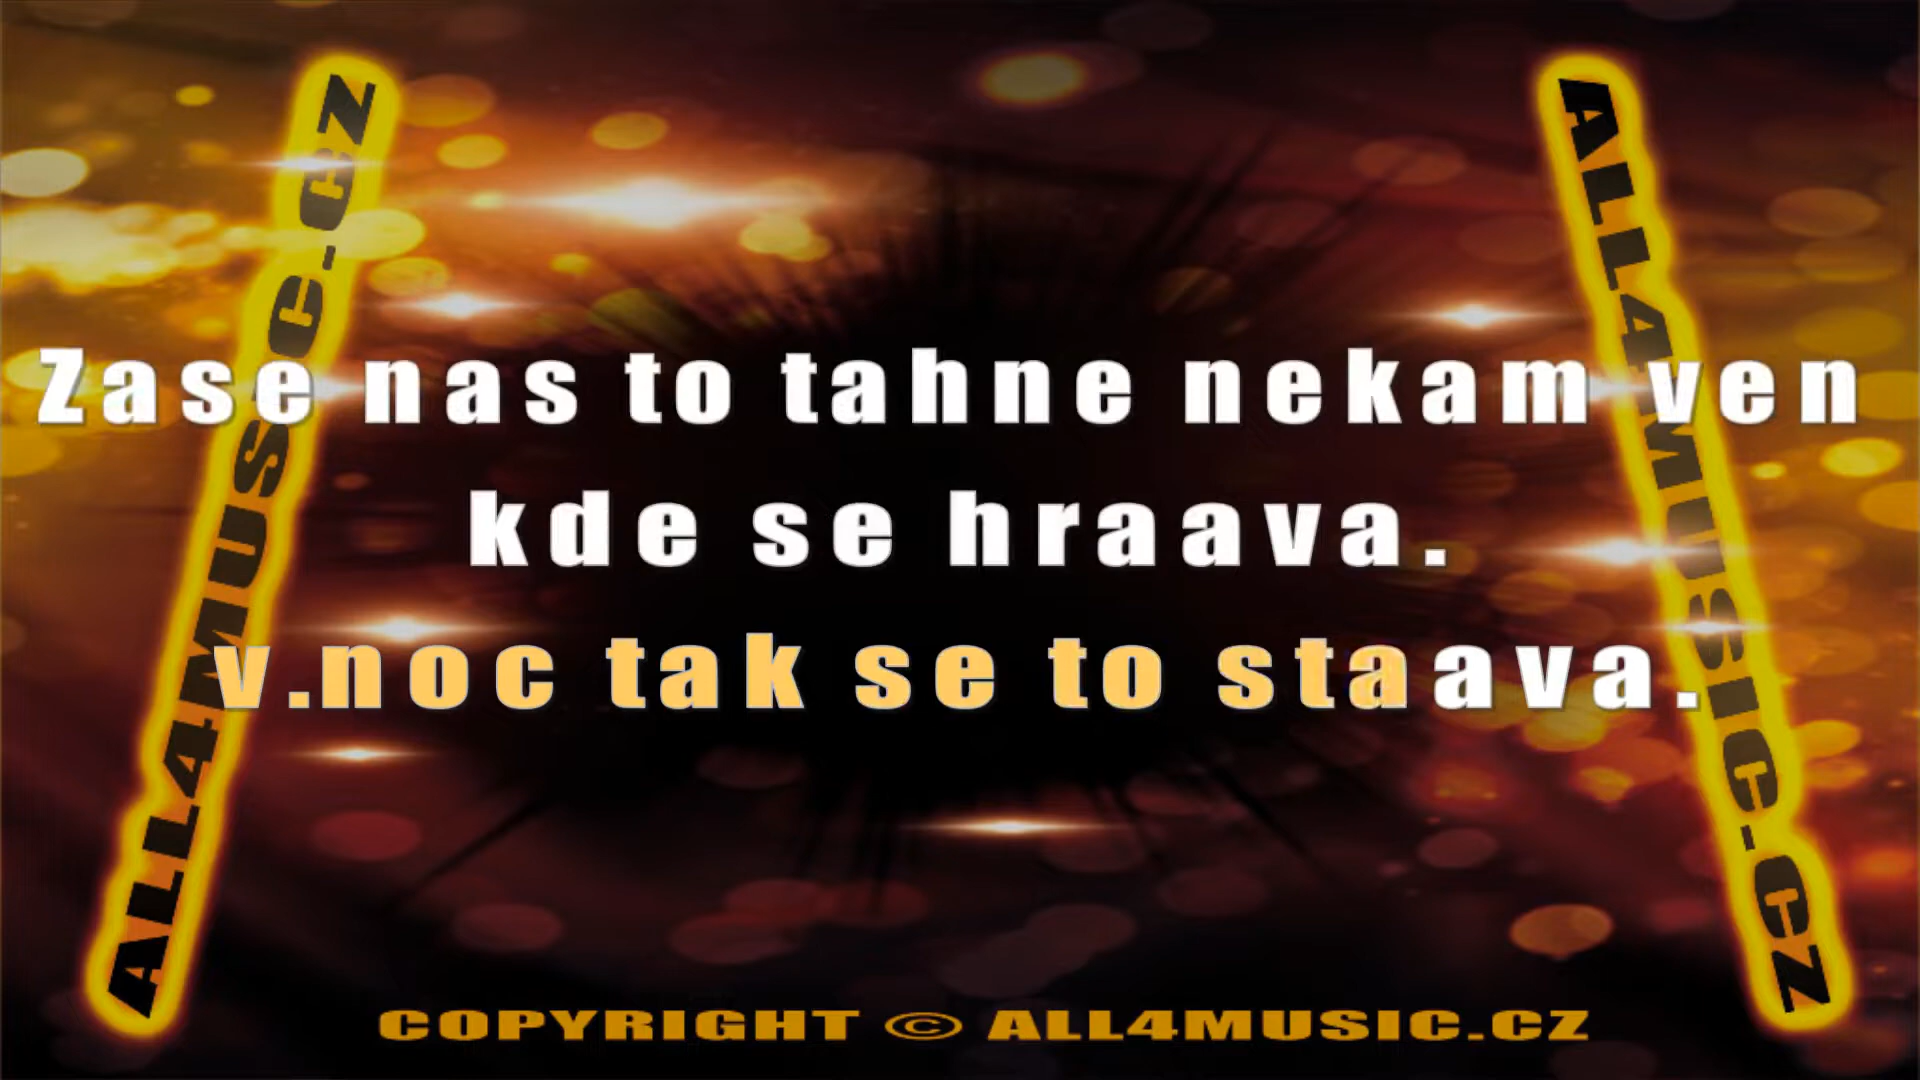 ALL4MUSIC.CZ
ALL4MUSIC.CZ
Zase nas to tahne nekam ven
kde se hraava.
v.noc tak se to staava.
COPYRIGHT © ALL4MUSIC.CZ